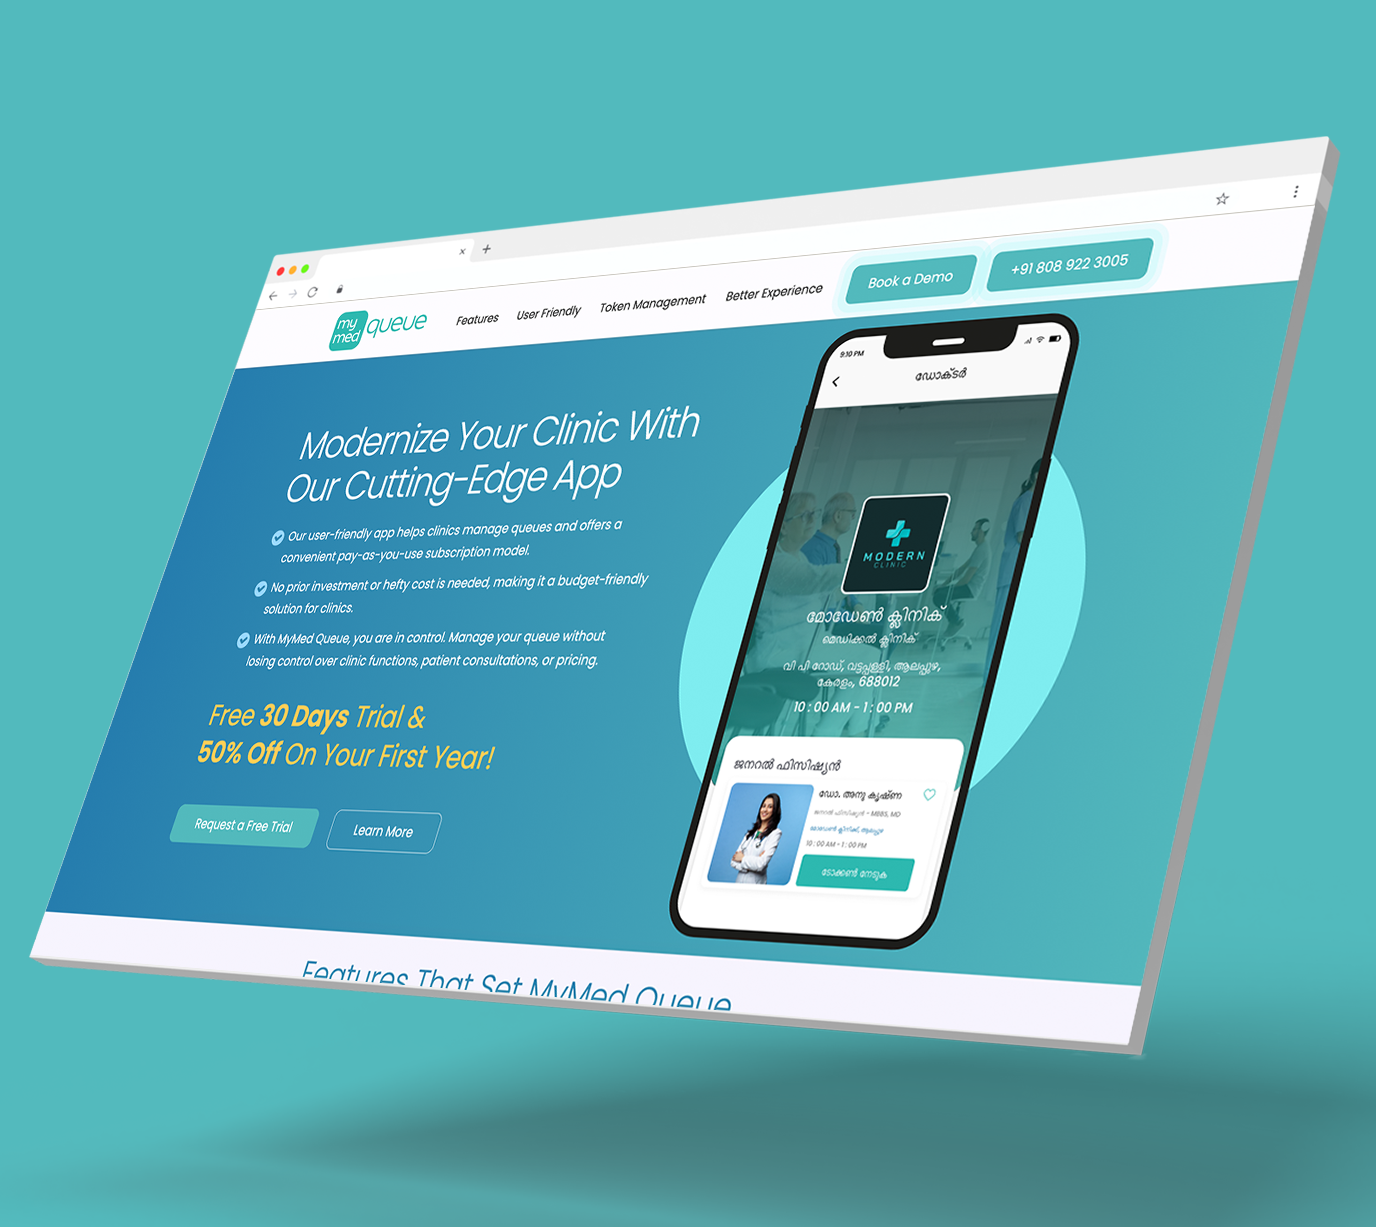 my
med queue
Features
User Friendly
Token Management
Better Experience
Book a Demo
+91 808 922 3005
Modernize Your Clinic With
Our Cutting-Edge App
Our user-friendly app helps clinics manage queues and offers a
convenient pay-as-you-use subscription model.
No prior investment or hefty cost is needed, making it a budget-friendly
solution for clinics.
With MyMed Queue, you are in control. Manage your queue without
losing control over clinic functions, patient consultations, or pricing.
Free 30 Days Trial &
50% Off On Your First Year!
Request a Free Trial
Learn More
9:10 PM
ഡോക്ടർ
MODERN
CLINIC
മോഡേൺ ക്ലിനിക്
മെഡിക്കൽ ക്ലിനിക്
വി പി റോഡ്, വട്ടപ്പള്ളി, ആലപ്പുഴ,
കേരളം, 688012
10 : 00 AM - 1 : 00 PM
ജനറൽ ഫിസിഷ്യൻ
ഡോ. അനു കൃഷ്ണ
ജനറൽ ഫിസിഷ്യൻ - MBBS, MD
മോഡേൺ ക്ലിനിക്, ആലപ്പുഴ
10 : 00 AM - 1 : 00 PM
ടോക്കൺ നേടുക
Features That Set MyMed Queue